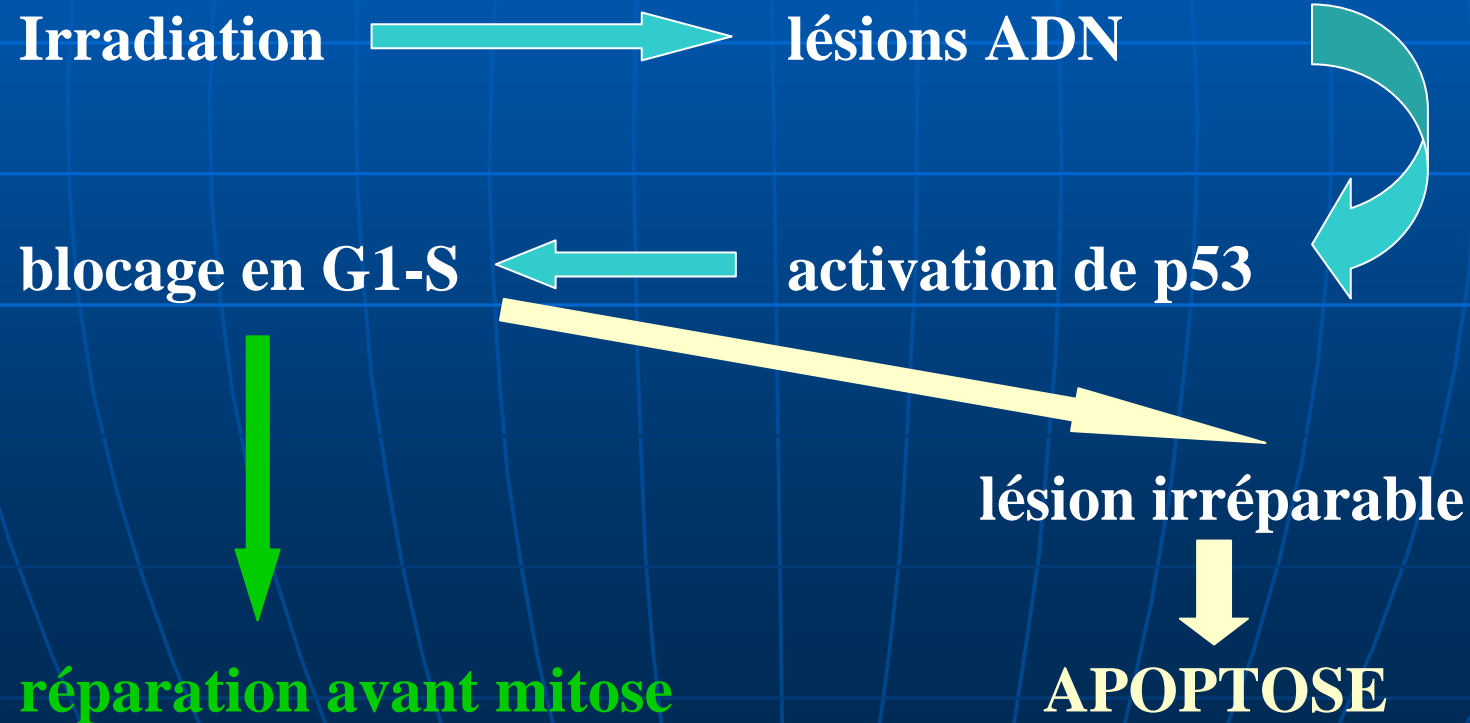 Irradiation
lésions ADN
activation de p53
blocage en G1-S
lésion irréparable
réparation avant mitose
APOPTOSE